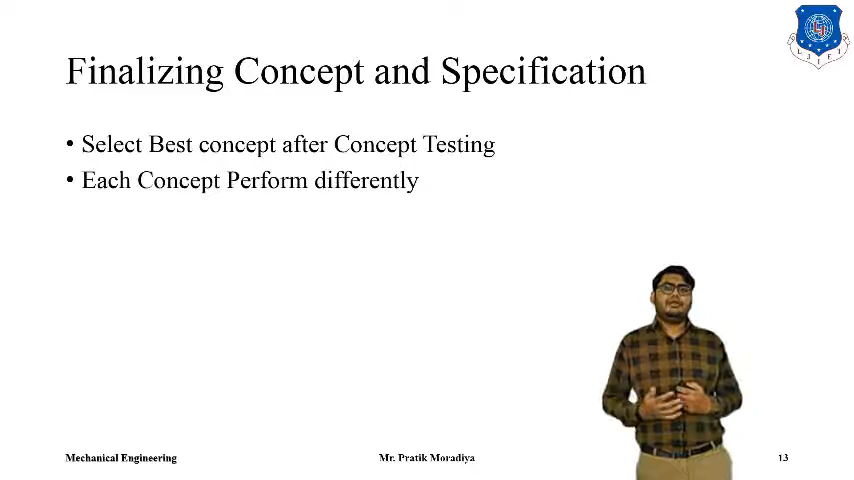 Finalizing Concept and Specification
• Select Best concept after Concept Testing
• Each Concept Perform differently
Mechanical Engineering
Mr. Pratik Moradiya
13